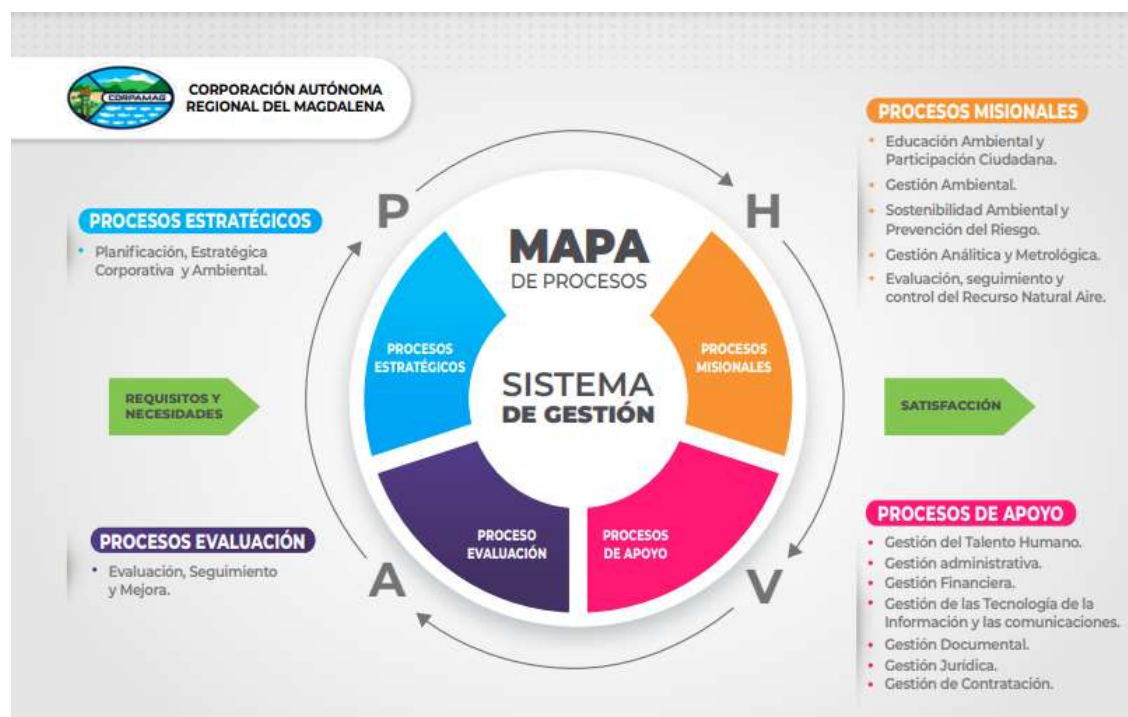 CORPAMAG
CORPORACIÓN AUTÓNOMA
REGIONAL DEL MAGDALENA
PROCESOS ESTRATÉGICOS
Planificación, Estratégica
Corporativa y Ambiental.
REQUISITOS Y
NECESIDADES
PROCESOS EVALUACIÓN
Evaluación, Seguimiento
y Mejora.
P
H
V
A
MAPA
DE PROCESOS
SISTEMA
DE GESTIÓN
PROCESOS
ESTRATÉGICOS
PROCESOS
MISIONALES
PROCESO
EVALUACIÓN
PROCESOS
DE APOYO
PROCESOS MISIONALES
Educación Ambiental y
Participación Ciudadana.
Gestión Ambiental.
Sostenibilidad Ambiental y
Prevención del Riesgo.
Gestión Análitica y Metrológica.
Evaluación, seguimiento y
control del Recurso Natural Aire.
SATISFACCIÓN
PROCESOS DE APOYO
Gestión del Talento Humano.
Gestión administrativa.
Gestión Financiera.
Gestión de las Tecnología de la
Información y las comunicaciones.
Gestión Documental.
Gestión Jurídica.
Gestión de Contratación.